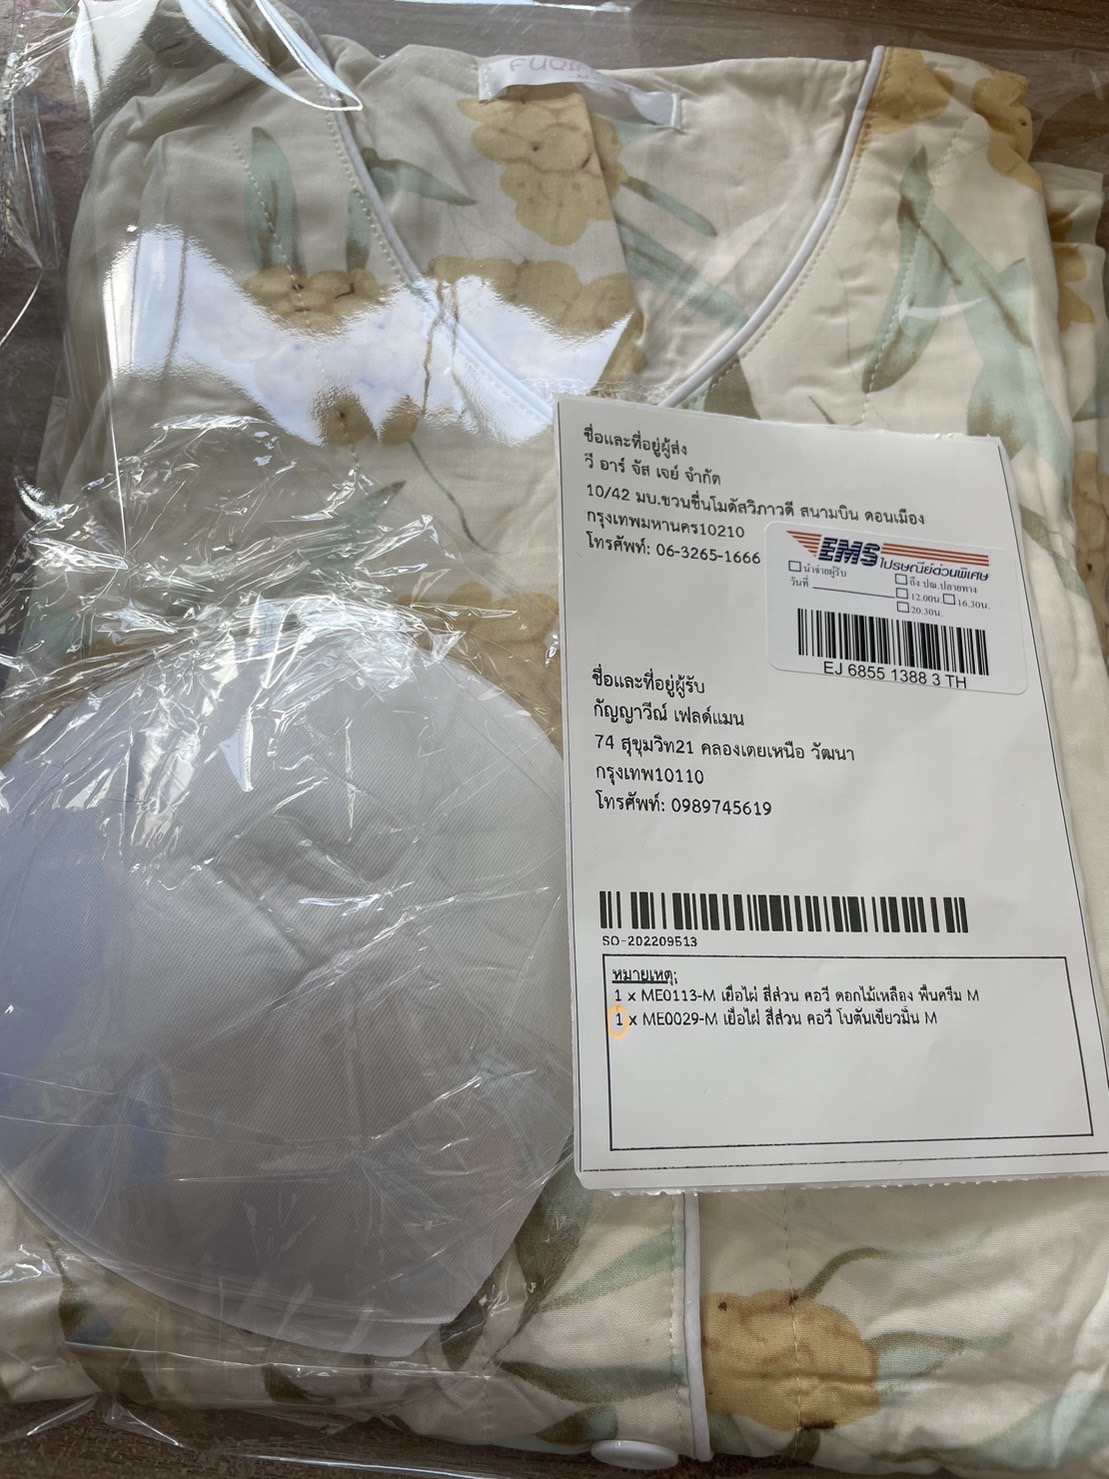 FUOI
ชื่อและที่อยู่ผู้ส่ง
วี อาร์ จัส เจย์ จำกัด
10/42 มบ.ชวนชื่นโมดัสวิภาวดี สนามบิน ดอนเมือง
กรุงเทพมหานคร10210
โทรศัพท์: 06-3265-1666
EMS ไปรษณีย์ด่วนพิเศษ
นำจ่ายผู้รับ
วันที่
ถึง ปณ.ปลายทาง
12.00น. 16.30น.
20.30น.
EJ 6855 1388 3 TH
ชื่อและที่อยู่ผู้รับ
กัญญาวีณ์ เฟลด์แมน
74 สุขุมวิท21 คลองเตยเหนือ วัฒนา
กรุงเทพ10110
โทรศัพท์: 0989745619
SO-202209513
หมายเหตุ:
1 x ME0113-M เยื่อไผ่ สี่ส่วน คอวี ดอกไม้เหลือง พื้นครีม M
1 x ME0029-M เยื่อไผ่ สี่ส่วน คอวี โบตั๋นเขียวมิ้น M